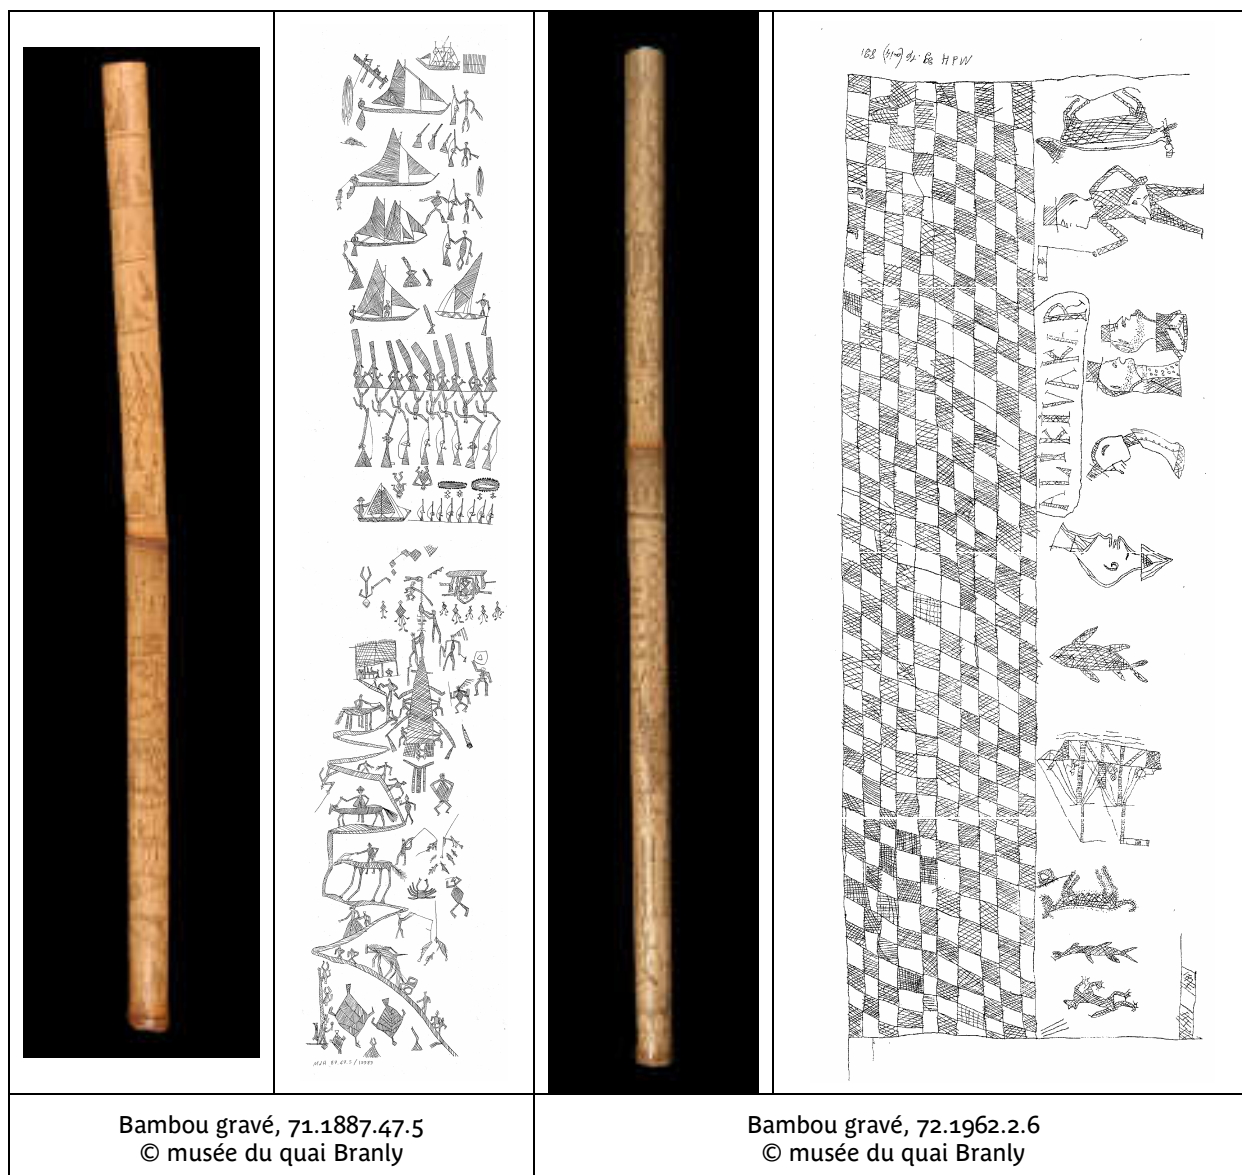 ALIKIVAKAR
Bambou gravé, 71.1887.47.5
© musée du quai Branly
Bambou gravé, 72.1962.2.6
© musée du quai Branly